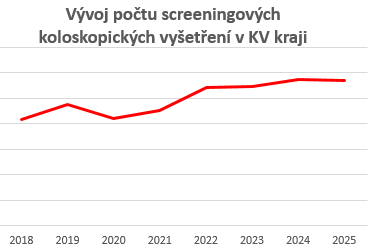 Vývoj počtu screeningových
koloskopických vyšetření v KV kraji
2018 2019 2020 2021 2022 2023 2024 2025